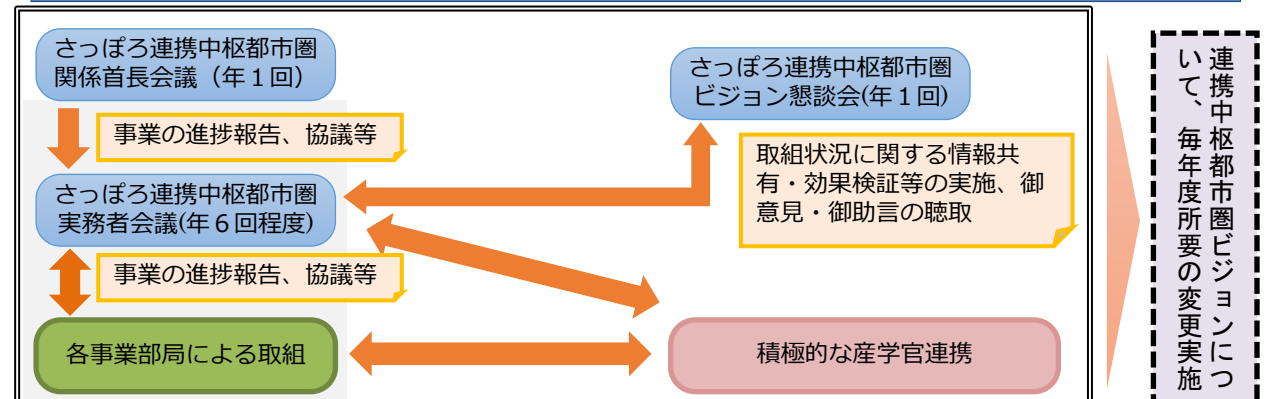 さっぽろ連携中枢都市圏
関係首長会議（年１回）
事業の進捗報告、協議等
さっぽろ連携中枢都市圏
実務者会議(年６回程度)
事業の進捗報告、協議等
各事業部局による取組
さっぽろ連携中枢都市圏
ビジョン懇談会(年１回)
取組状況に関する情報共
有・効果検証等の実施、御
意見・御助言の聴取
積極的な産学官連携
連携中枢都市圏ビジョンにつ
いて、毎年度所要の変更実施